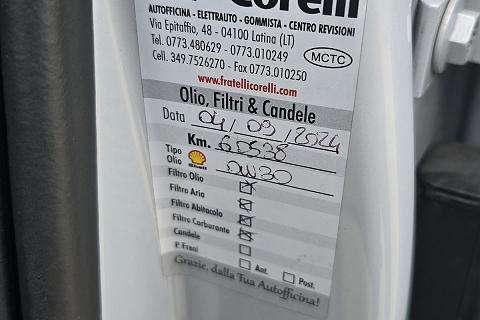 Corelli
AUTOFFICINA - ELETTRAUTO - GOMMISTA - CENTRO REVISIONI
Via Epitaffio, 48 - 04100 Latina (LT)
Tel. 0773.480629 - 0773.010249
Cell. 349.7526270 - Fax 0773.010250
MCTC
www.fratellicorelli.com
Olio, Filtri & Candele
Data 04/09/2024
Km. 60538
Tipo Olio Shell 0W30
Filtro Olio
Filtro Aria
Filtro Abitacolo
Filtro Carburante
Candele
P. Freni
Ant. Post.
Grazie, dalla Tua Autofficina!